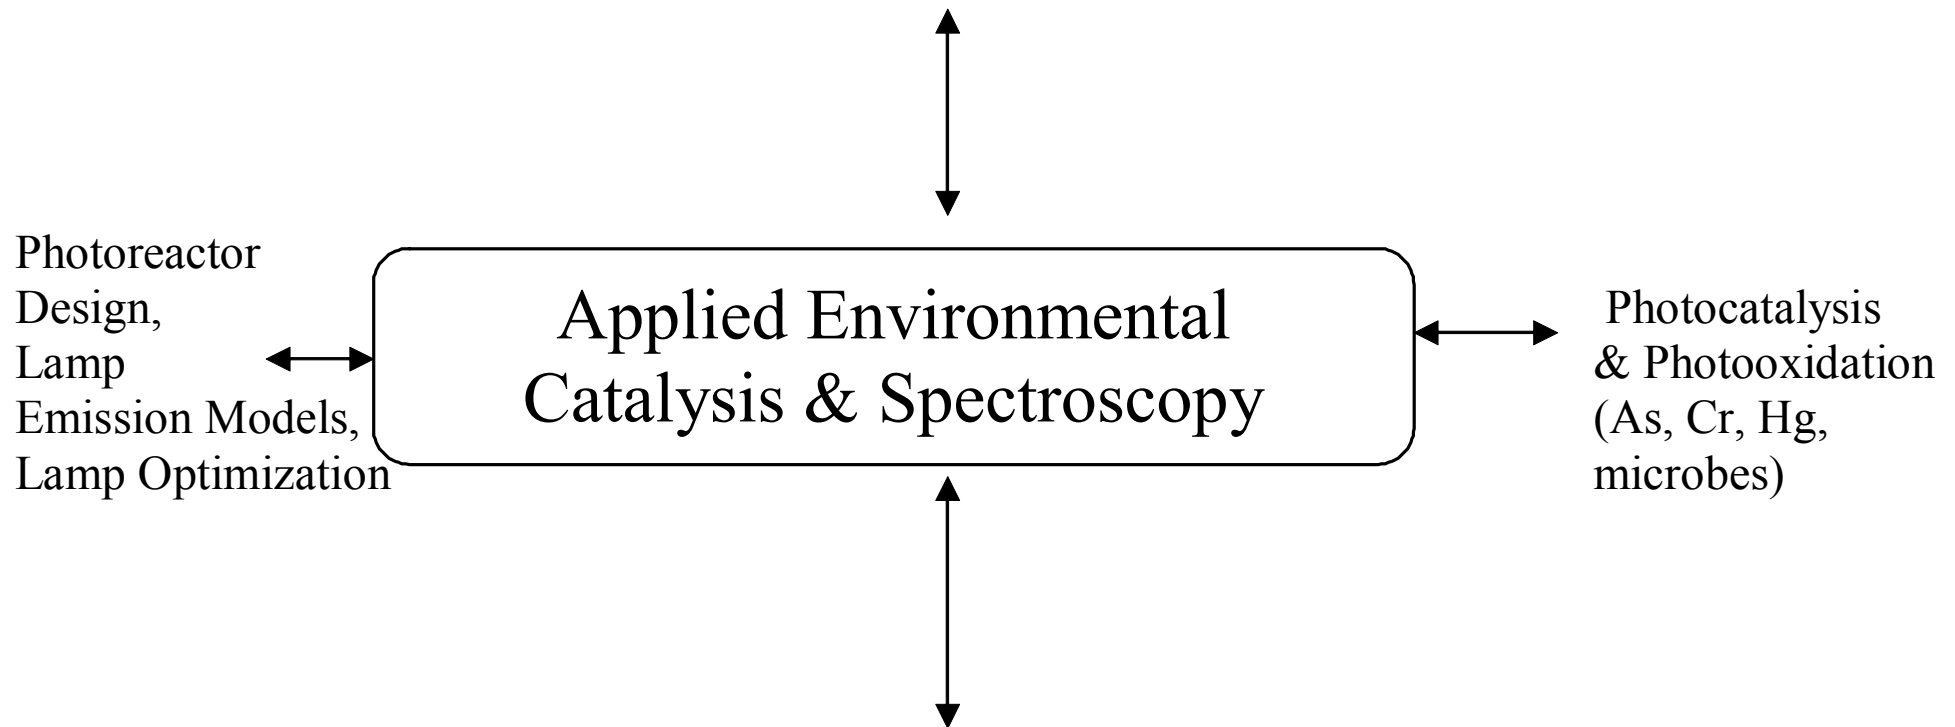 Photoreactor
Design,
Lamp
Emission Models,
Lamp Optimization
Applied Environmental
Catalysis & Spectroscopy
Photocatalysis
& Photooxidation
(As, Cr, Hg,
microbes)